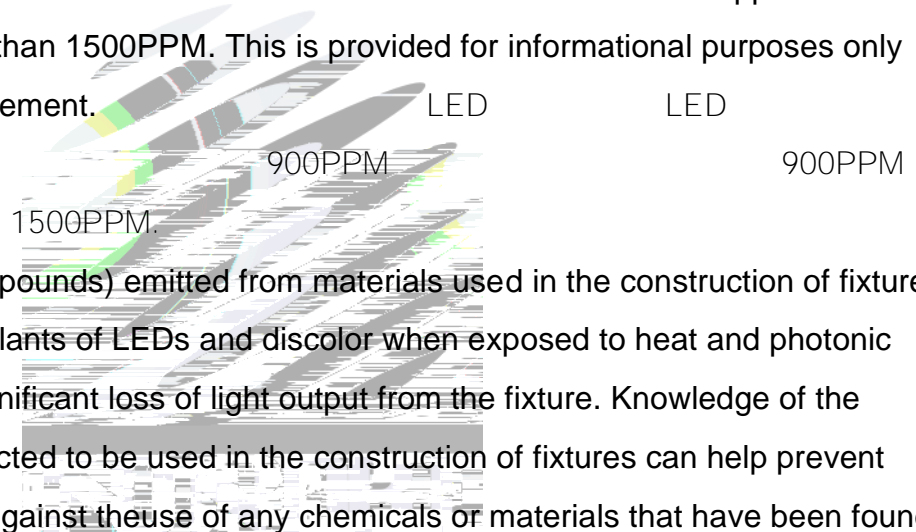 than 1500PPM. This is provided for informational purposes only
ement. LED LED
900PPM 900PPM
1500PPM.
pounds) emitted from materials used in the construction of fixture
lants of LEDs and discolor when exposed to heat and photonic
nificant loss of light output from the fixture. Knowledge of the
cted to be used in the construction of fixtures can help prevent
gainst theuse of any chemicals or materials that have been foun